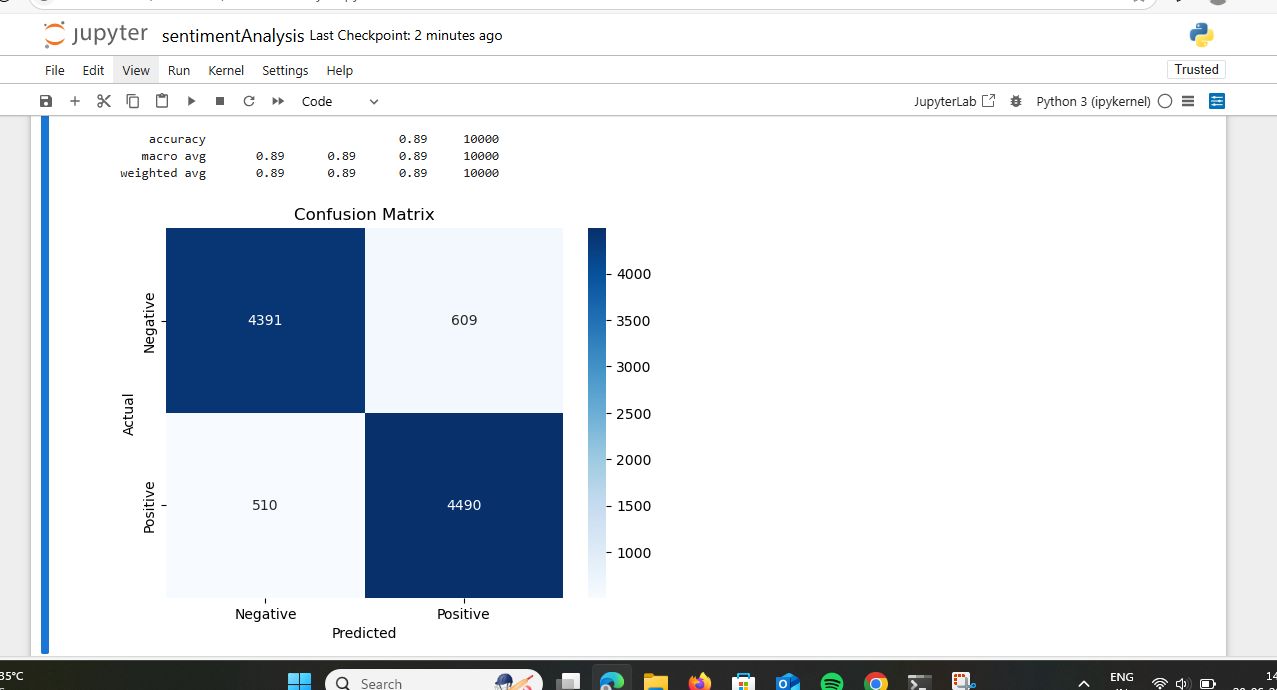 jupyter sentimentAnalysis Last Checkpoint: 2 minutes ago
File Edit View Run Kernel Settings Help Trusted
Code JupyterLab Python 3 (ipykernel)
accuracy 0.89 10000
macro avg 0.89 0.89 0.89 10000
weighted avg 0.89 0.89 0.89 10000
Confusion Matrix
4391 609
510 4490
Negative
Positive
Actual
Negative Positive
Predicted
4000
3500
3000
2500
2000
1500
1000
35°C
Search
ENG